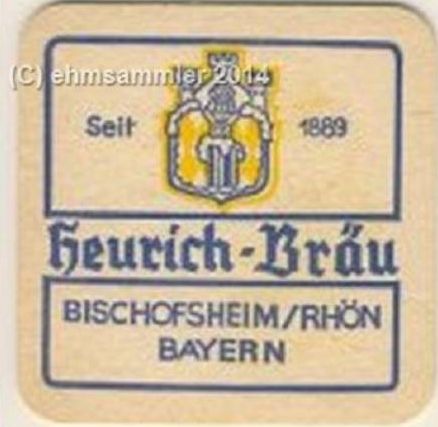 (C) ehmsammler 2014
Seit 1889
Heurich-Bräu
BISCHOFSHEIM/RHÖN
BAYERN